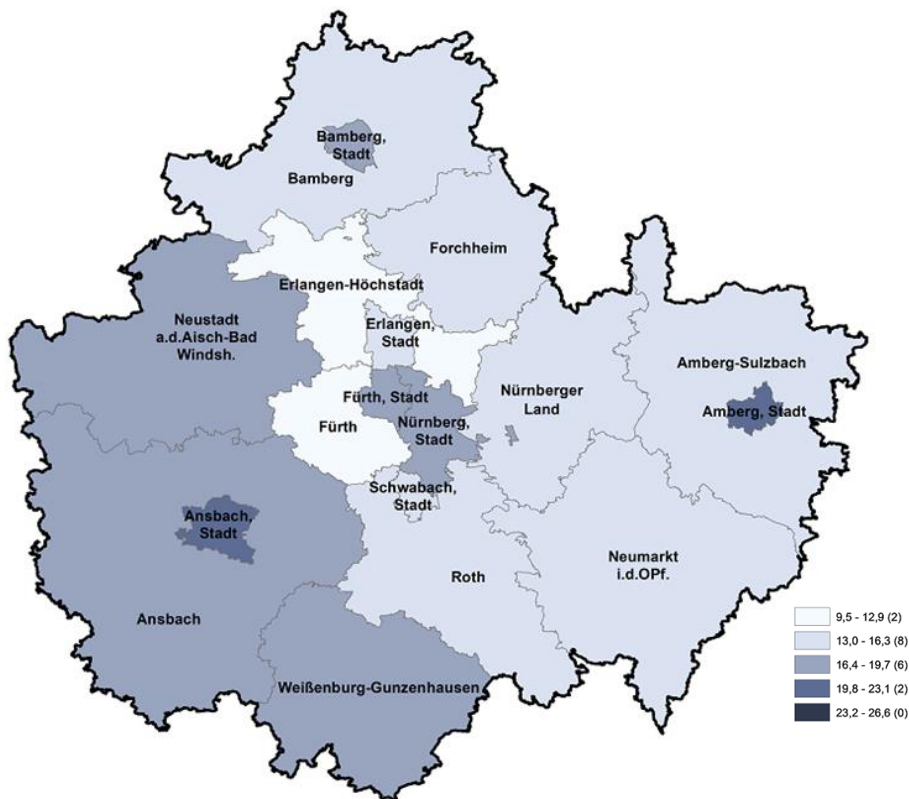 Bamberg,
Stadt
Bamberg
Forchheim
Erlangen-Höchstadt
Neustadt
a.d.Aisch-Bad
Windsh.
Erlangen,
Stadt
Amberg-Sulzbach
Nürnberger
Land
Fürth, Stadt
Amberg, Stadt
Fürth
Nürnberg,
Stadt
Schwabach,
Stadt
Ansbach,
Stadt
Neumarkt
i.d.OPf.
Roth
Ansbach
Weißenburg-Gunzenhausen
9,5 - 12,9 (2)
13,0 - 16,3 (8)
16,4 - 19,7 (6)
19,8 - 23,1 (2)
23,2 - 26,6 (0)